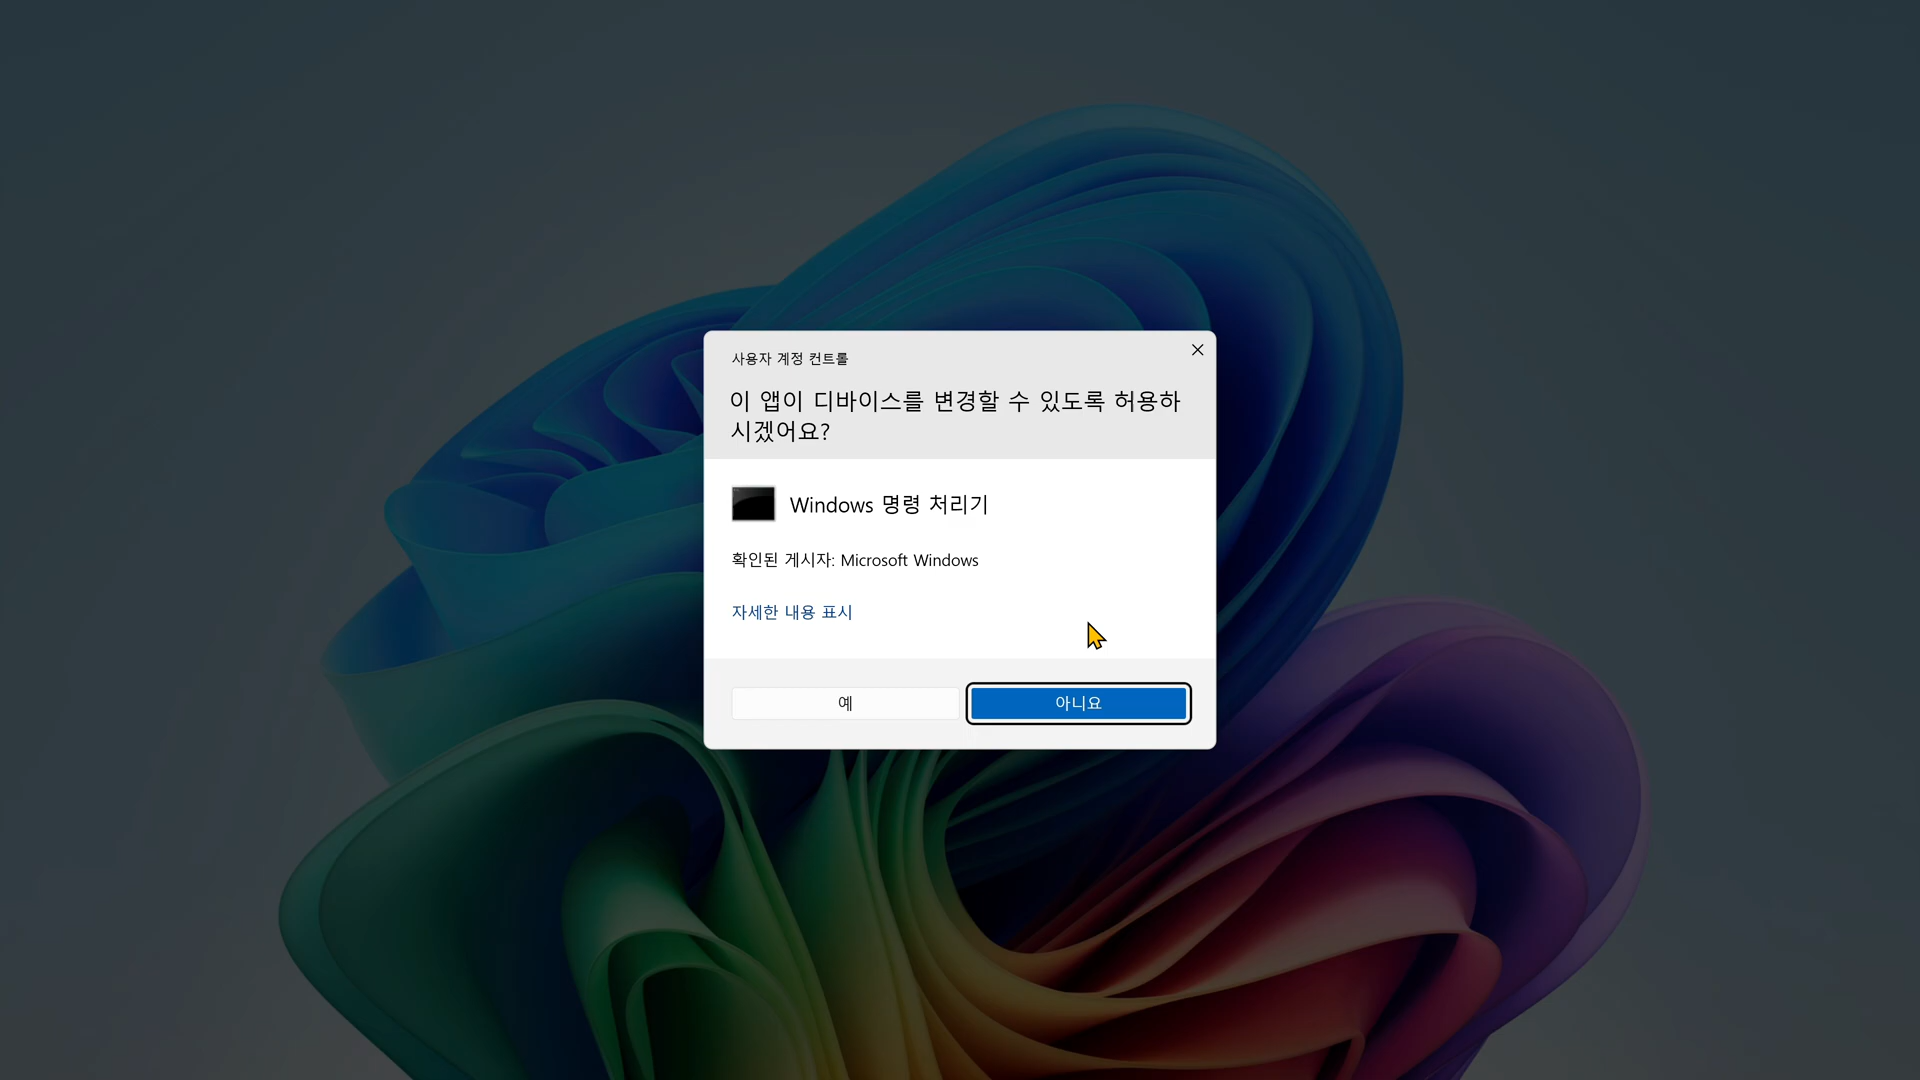 사용자 계정 컨트롤
이 앱이 디바이스를 변경할 수 있도록 허용하
시겠어요?
Windows 명령 처리기
확인된 게시자: Microsoft Windows
자세한 내용 표시
예
아니요